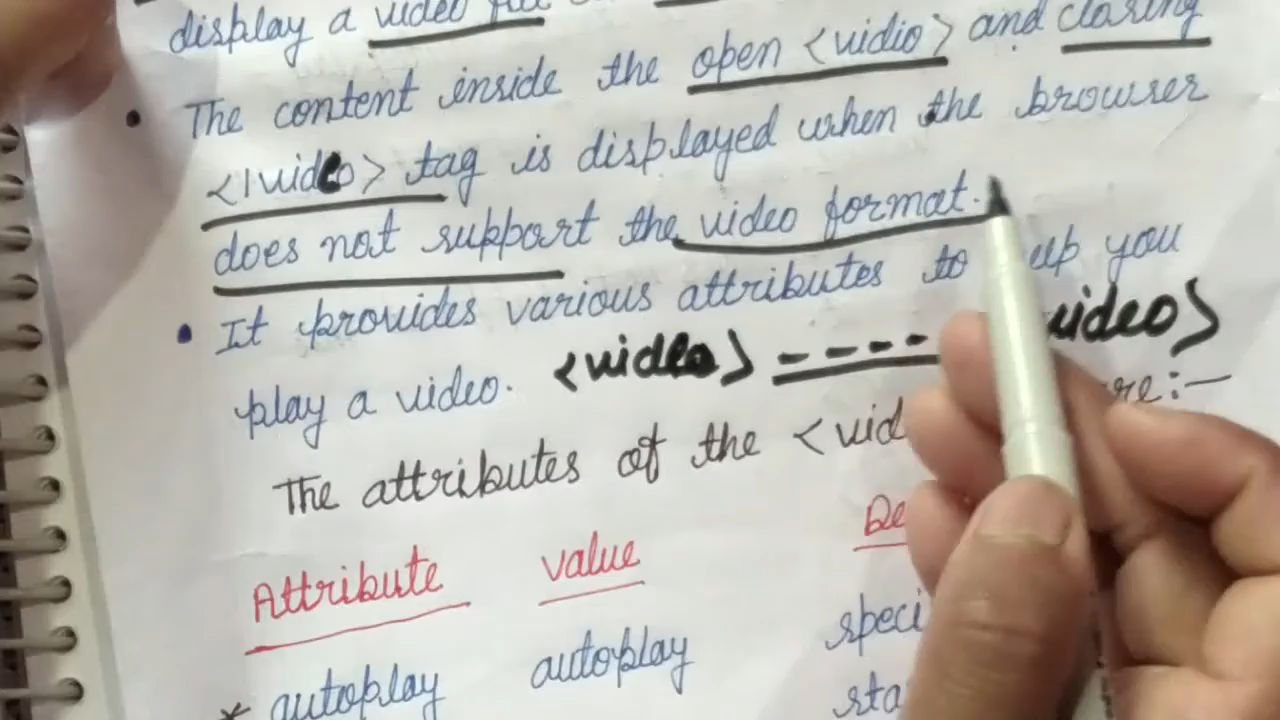 display a video
• The content inside the open <vidio> and closing
</video> tag is displayed when the browser
does not support the video format.
• It provides various attributes to help you
play a video. <video> ---- video>
The attributes of the <vid are:-
Attribute value De
* autoplay autoplay speci
sta